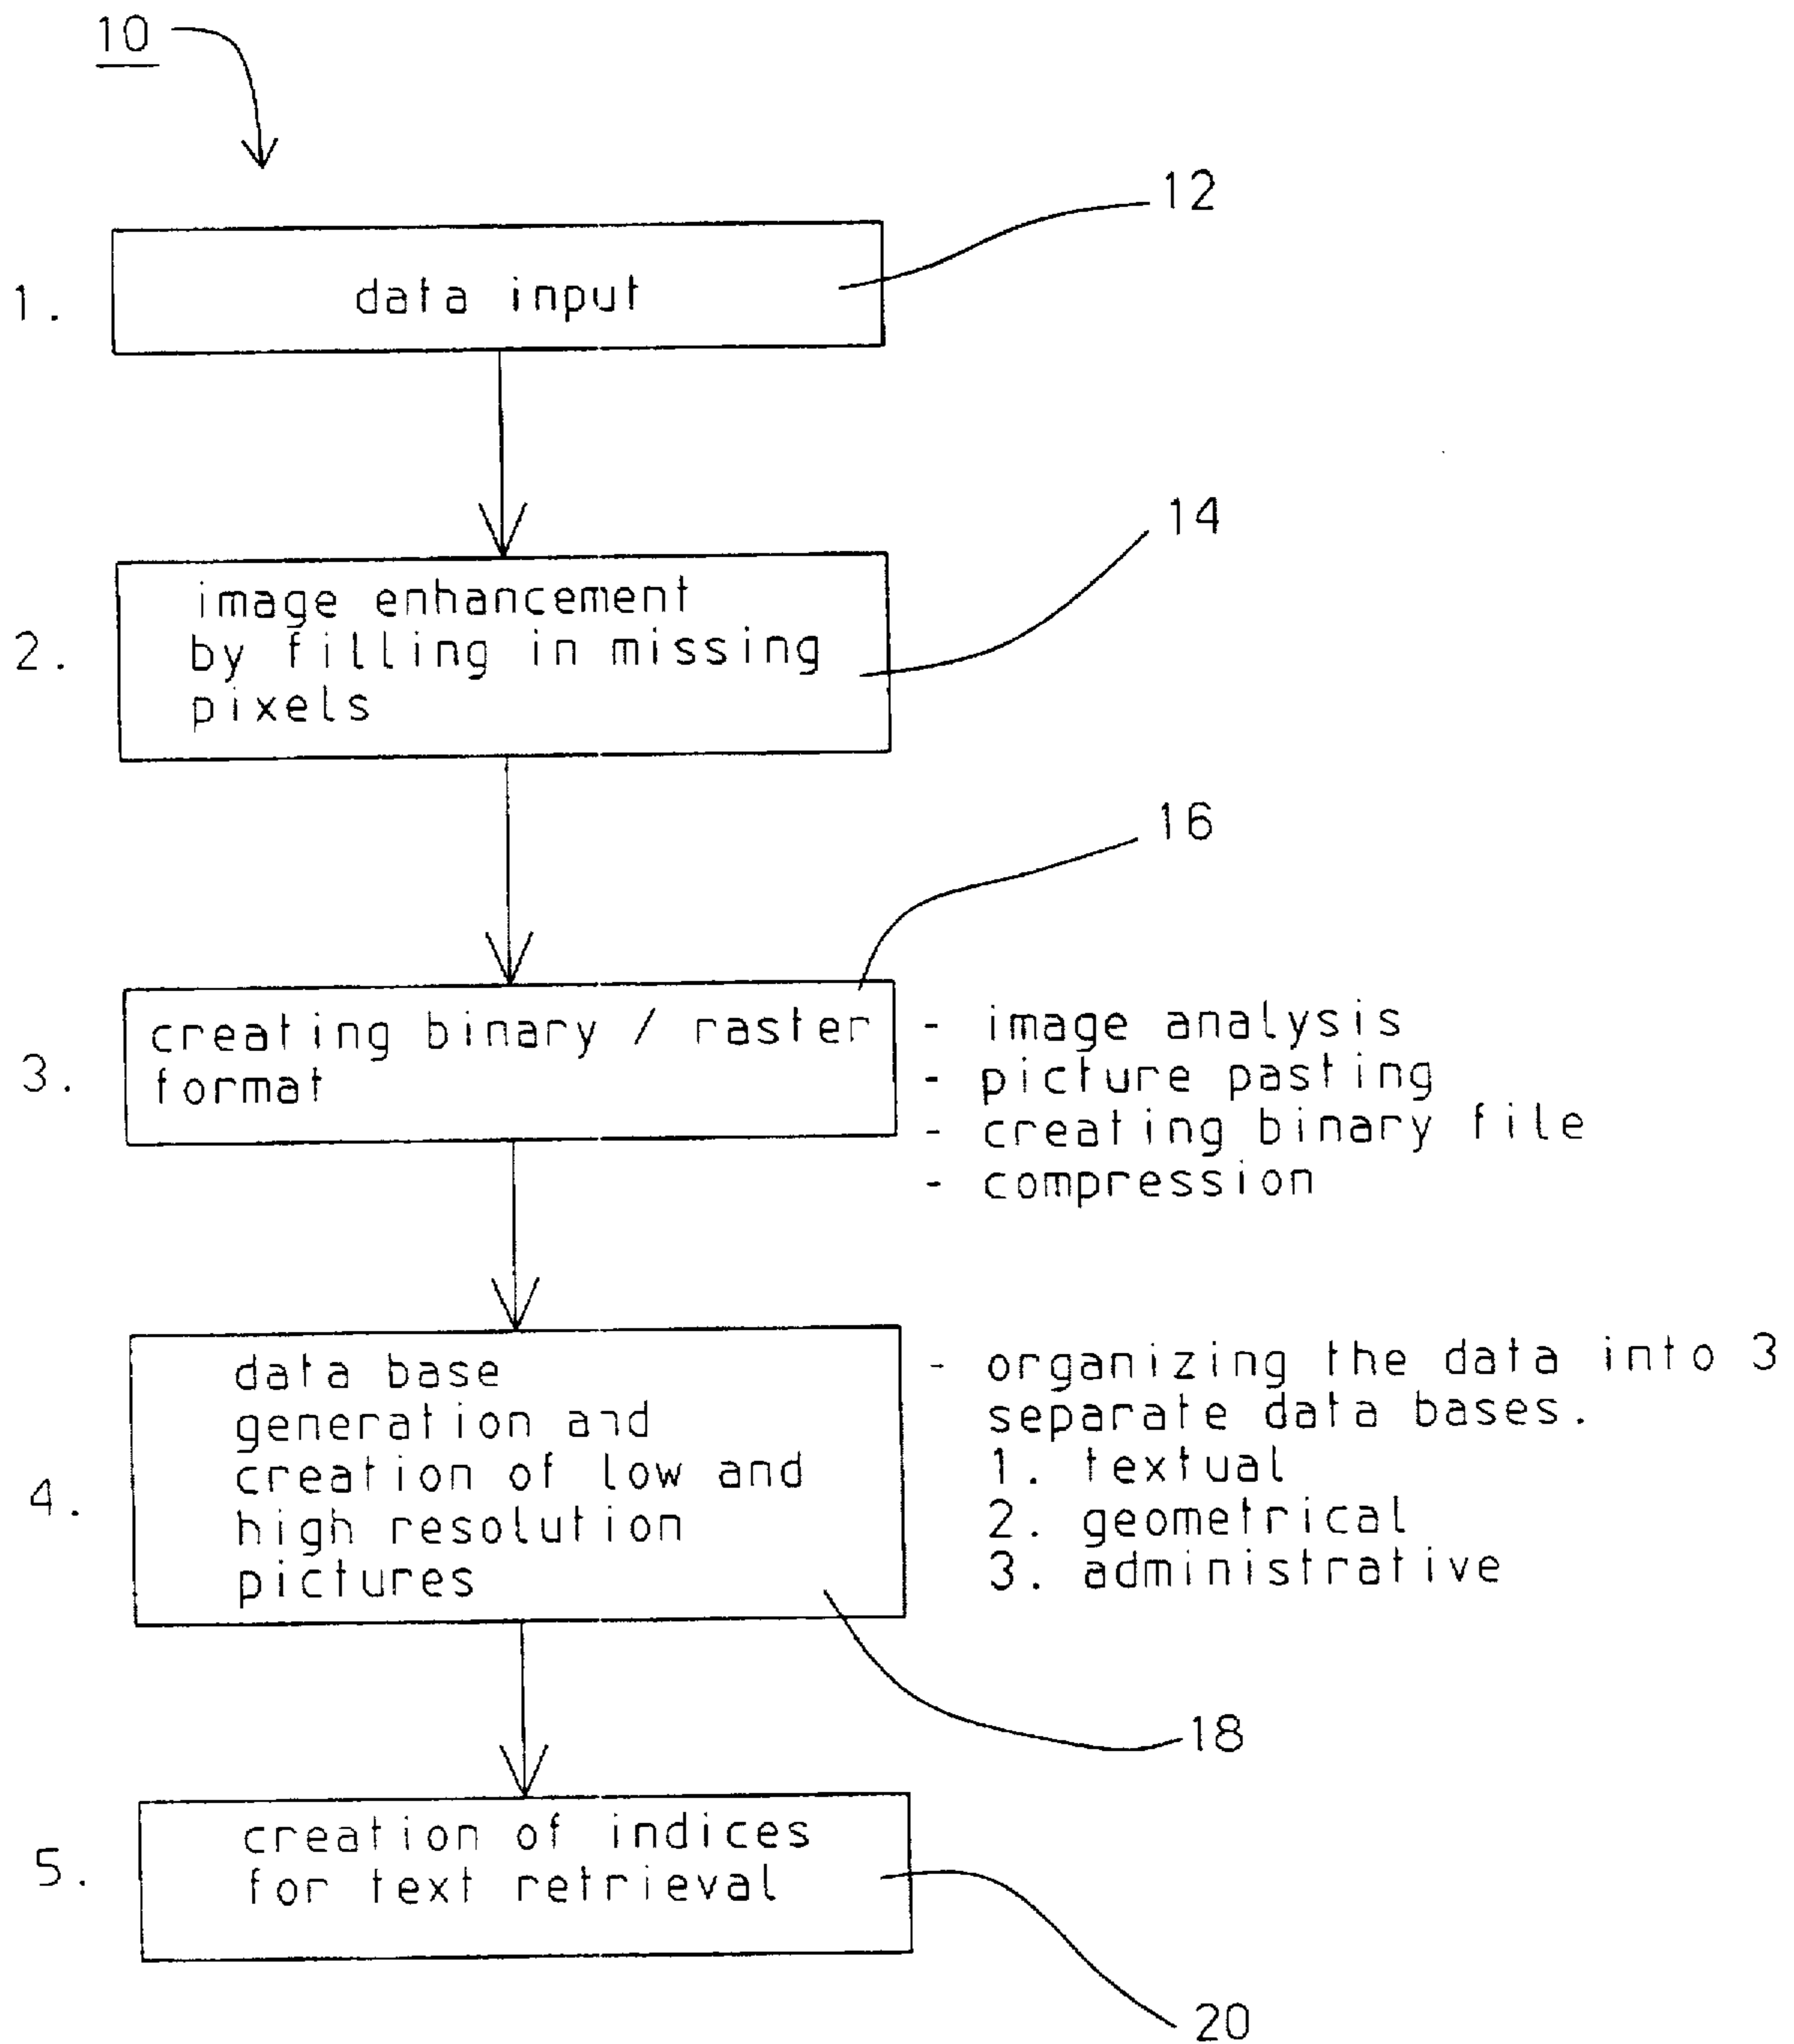 10
12
1. data input
14
image enhancement
2. by filling in missing
pixels
16
creating binary / raster
3. format
- image analysis
- picture pasting
- creating binary file
- compression
data base
generation and
4. creation of low and
high resolution
pictures
- organizing the data into 3
separate data bases.
1. textual
2. geometrical
3. administrative
18
creation of indices
5. for text retrieval
20